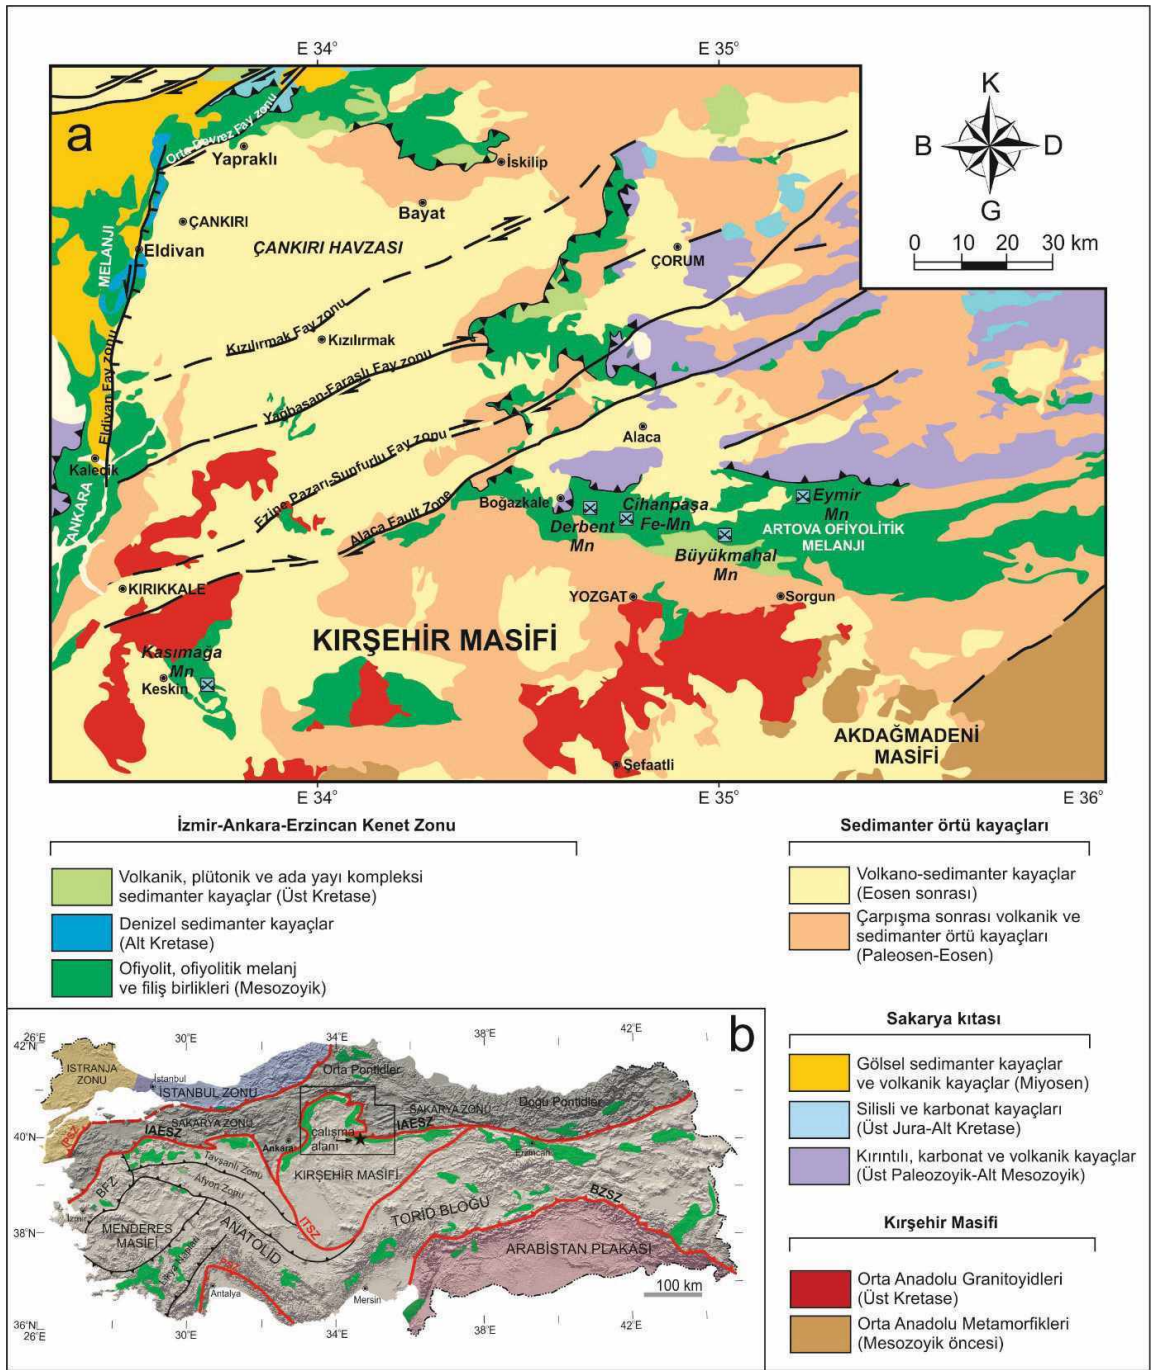 E 34°
E 35°
a
K
B
D
G
0 10 20 30 km
Orta Devrez Fay zonu
Yapraklı
İskilip
ÇANKIRI
Bayat
Eldivan
ÇANKIRI HAVZASI
ÇORUM
MELANJI
Kızılırmak Fay zonu
Kızılırmak
Yağbasan-Faraşlı Fay zonu
Eldivan Fay zonu
Alaca
Kalecik
Ezine Pazarı-Sunfurlu Fay zonu
ANKARA
Alaca Fault Zone
Boğazkale
Derbent
Mn
Cihanpaşa
Fe-Mn
Eymir
Mn
ARTOVA OFİYOLİTİK
MELANJI
Büyükmahal
Mn
KIRIKKALE
YOZGAT
Sorgun
KIRŞEHİR MASİFİ
Kasımağa
Mn
Keskin
AKDAĞMADENİ
MASİFİ
Şefaatli
E 34°
E 35°
E 36°
İzmir-Ankara-Erzincan Kenet Zonu
Volkanik, plütonik ve ada yayı kompleksi
sedimanter kayaçlar (Üst Kretase)
Denizel sedimanter kayaçlar
(Alt Kretase)
Ofiyolit, ofiyolitik melanj
ve filiş birlikleri (Mesozoyik)
Sedimanter örtü kayaçları
Volkano-sedimanter kayaçlar
(Eosen sonrası)
Çarpışma sonrası volkanik ve
sedimanter örtü kayaçları
(Paleosen-Eosen)
Sakarya kıtası
Gölsel sedimanter kayaçlar
ve volkanik kayaçlar (Miyosen)
Silisli ve karbonat kayaçları
(Üst Jura-Alt Kretase)
Kırıntılı, karbonat ve volkanik kayaçlar
(Üst Paleozoyik-Alt Mesozoyik)
Kırşehir Masifi
Orta Anadolu Granitoyidleri
(Üst Kretase)
Orta Anadolu Metamorfikleri
(Mesozoyik öncesi)
b
26°E
30°E
34°E
38°E
42°E
42°N
40°N
38°N
36°N
26°E
30°E
34°E
38°E
42°E
ISTRANJA
ZONU
İstanbul
İSTANBUL ZONU
Orta Pontidler
Doğu Pontidler
SAKARYA ZONU
SAKARYA ZONU
IPSZ
IAESZ
IAESZ
çalışma
alanı
Ankara
Erzincan
Tavşanlı Zonu
Afyon Zonu
KIRŞEHİR MASİFİ
BFZ
İzmir
MENDERES
MASİFİ
ANATOLİD
ITSZ
TORİD BLOĞU
BZSZ
ARABİSTAN PLAKASI
Antalya
Mersin
100 km